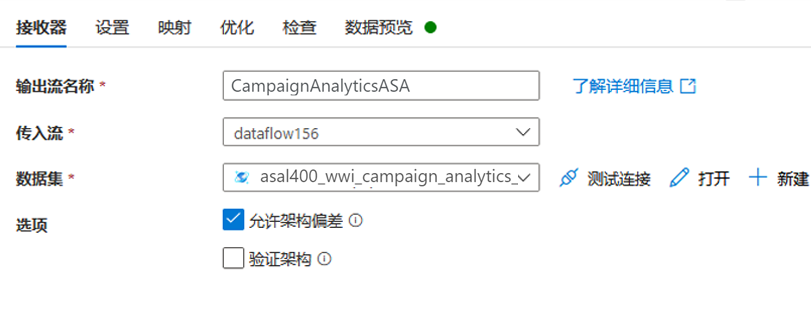 接收器 设置 映射 优化 检查 数据预览
输出流名称 * CampaignAnalyticsASA 了解详细信息
传入流 * dataflow156
数据集 * asal400_wwi_campaign_analytics_ 测试连接 打开 新建
选项 允许架构偏差
验证架构